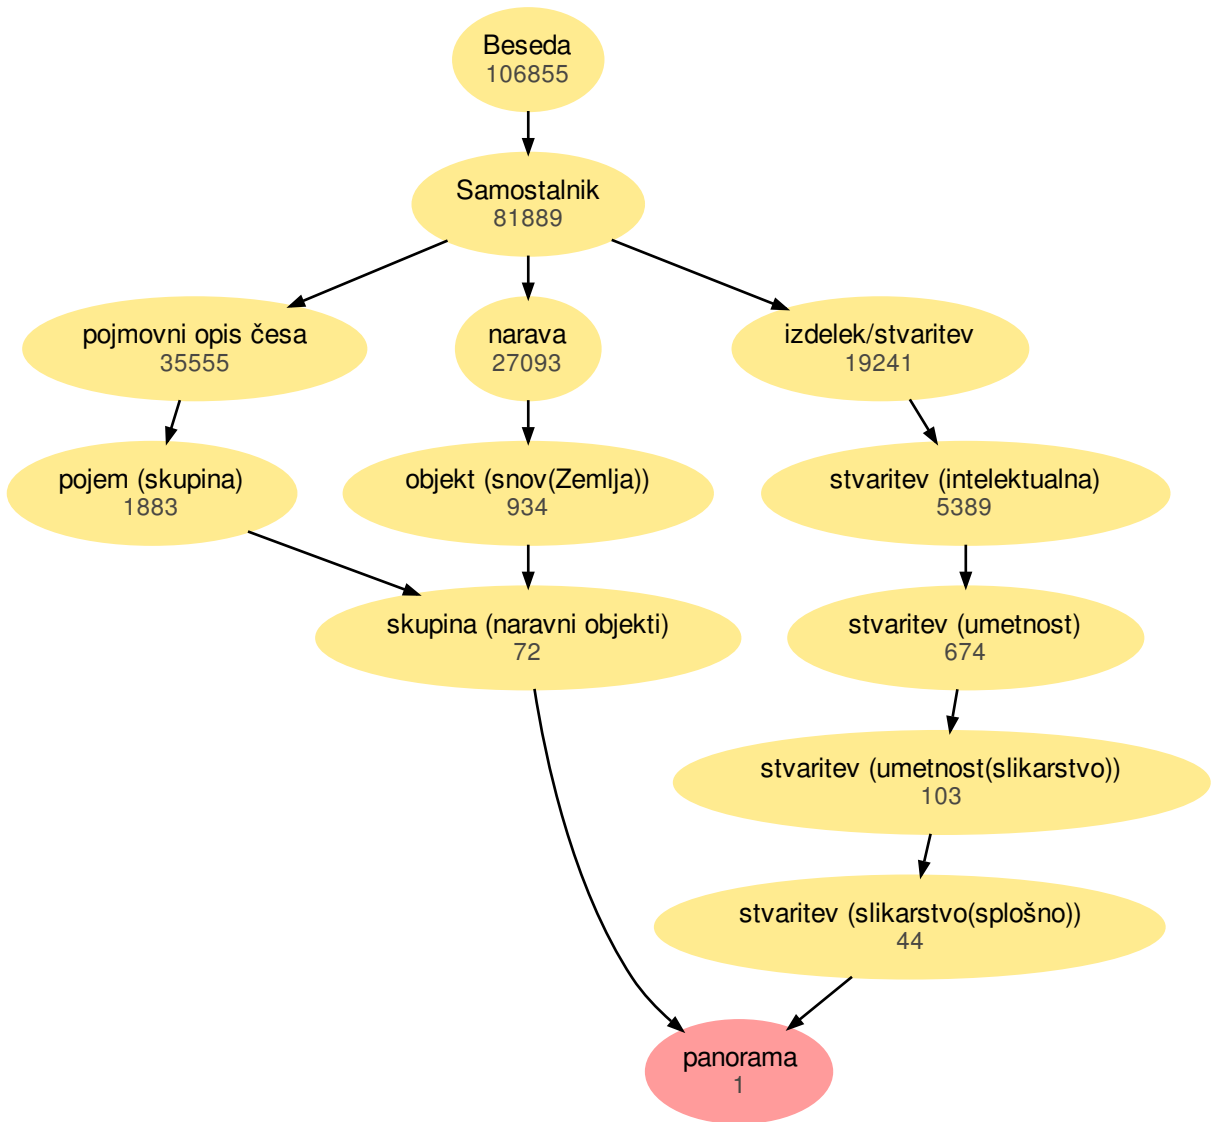 Beseda
106855
Samostalnik
81889
pojmovni opis česa
35555
narava
27093
izdelek/stvaritev
19241
pojem (skupina)
1883
objekt (snov(Zemlja))
934
stvaritev (intelektualna)
5389
skupina (naravni objekti)
72
stvaritev (umetnost)
674
stvaritev (umetnost(slikarstvo))
103
stvaritev (slikarstvo(splošno))
44
panorama
1